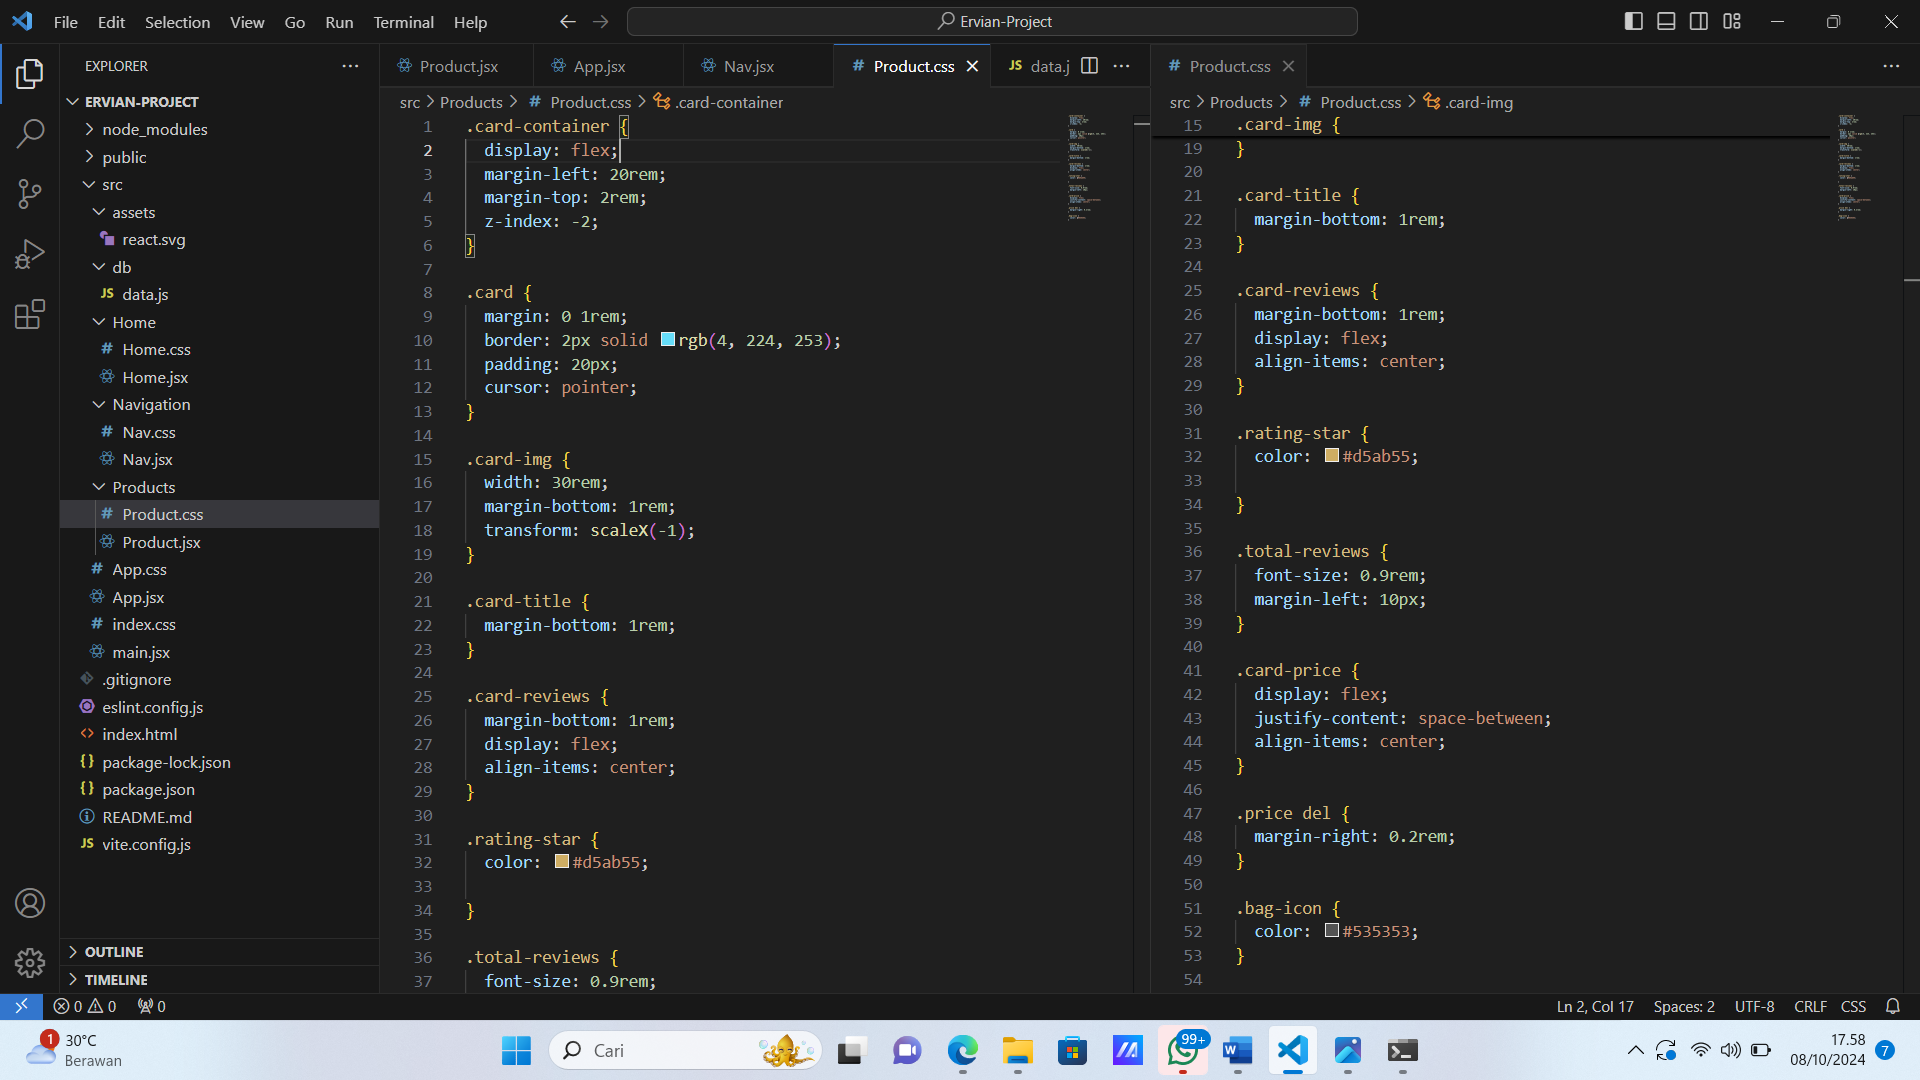 File Edit Selection View Go Run Terminal Help
Ervian-Project
EXPLORER
ERVIAN-PROJECT
node_modules
public
src
assets
react.svg
db
JS data.js
Home
# Home.css
Home.jsx
Navigation
# Nav.css
Nav.jsx
Products
# Product.css
Product.jsx
# App.css
App.jsx
# index.css
main.jsx
.gitignore
eslint.config.js
<> index.html
{} package-lock.json
{} package.json
README.md
JS vite.config.js
OUTLINE
TIMELINE
Product.jsx App.jsx Nav.jsx # Product.css JS data.j
src > Products > # Product.css > .card-container
1 .card-container {
2 display: flex;
3 margin-left: 20rem;
4 margin-top: 2rem;
5 z-index: -2;
6 }
7
8 .card {
9 margin: 0 1rem;
10 border: 2px solid rgb(4, 224, 253);
11 padding: 20px;
12 cursor: pointer;
13 }
14
15 .card-img {
16 width: 30rem;
17 margin-bottom: 1rem;
18 transform: scaleX(-1);
19 }
20
21 .card-title {
22 margin-bottom: 1rem;
23 }
24
25 .card-reviews {
26 margin-bottom: 1rem;
27 display: flex;
28 align-items: center;
29 }
30
31 .rating-star {
32 color: #d5ab55;
33
34 }
35
36 .total-reviews {
37 font-size: 0.9rem;
# Product.css
src > Products > # Product.css > .card-img
15 .card-img {
19 }
20
21 .card-title {
22 margin-bottom: 1rem;
23 }
24
25 .card-reviews {
26 margin-bottom: 1rem;
27 display: flex;
28 align-items: center;
29 }
30
31 .rating-star {
32 color: #d5ab55;
33
34 }
35
36 .total-reviews {
37 font-size: 0.9rem;
38 margin-left: 10px;
39 }
40
41 .card-price {
42 display: flex;
43 justify-content: space-between;
44 align-items: center;
45 }
46
47 .price del {
48 margin-right: 0.2rem;
49 }
50
51 .bag-icon {
52 color: #535353;
53 }
54
0 0 0
Ln 2, Col 17 Spaces: 2 UTF-8 CRLF CSS
1
30°C
Berawan
Cari
99+
17.58
08/10/2024
7